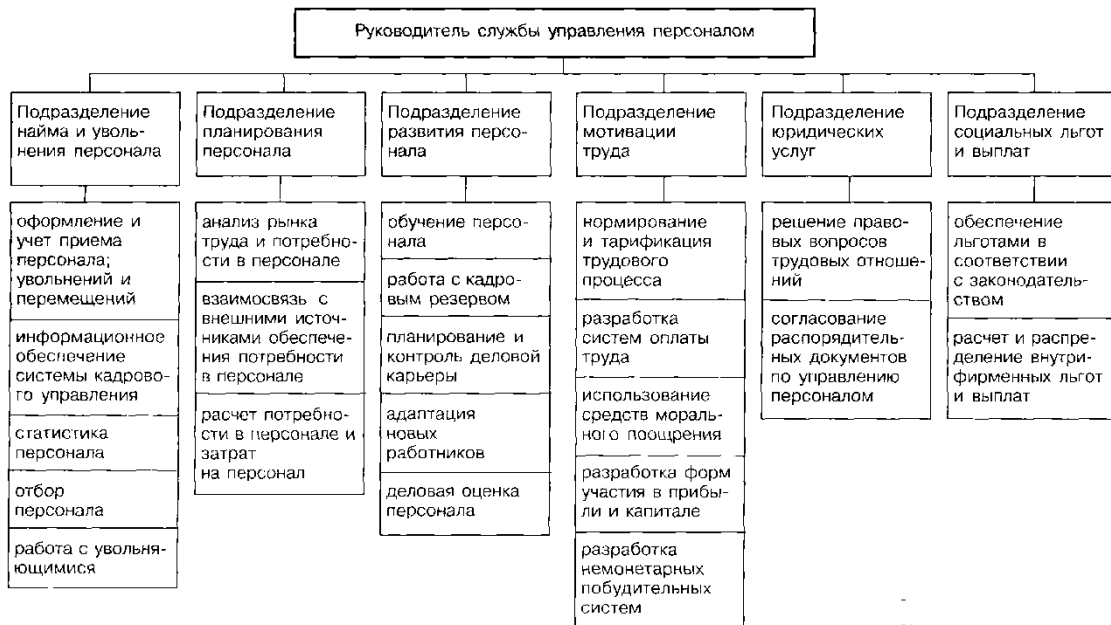 Руководитель службы управления персоналом
Подразделение
найма и уволь-
нения персонала
Подразделение
планирования
персонала
Подразделение
развития персо-
нала
Подразделение
мотивации
труда
Подразделение
юридических
услуг
Подразделение
социальных льгот
и выплат
оформление и
учет приема
персонала;
увольнений и
перемещений
информационное
обеспечение
системы кадрово-
го управления
статистика
персонала
отбор
персонала
работа с увольня-
ющимися
анализ рынка
труда и потребно-
сти в персонале
взаимосвязь с
внешними источ-
никами обеспече-
ния потребности
в персонале
расчет потребно-
сти в персонале и
затрат
на персонал
обучение персо-
нала
работа с кадро-
вым резервом
планирование и
контроль деловой
карьеры
адаптация
новых
работников
деловая оценка
персонала
нормирование
и тарификация
трудового
процесса
разработка
систем оплаты
труда
использование
средств мораль-
ного поощрения
разработка форм
участия в прибы-
ли и капитале
разработка
немонетарных
побудительных
систем
решение право-
вых вопросов
трудовых отноше-
ний
согласование
распорядитель-
ных документов
по управлению
персоналом
обеспечение
льготами в
соответствии
с законодатель-
ством
расчет и распре-
деление внутри-
фирменных льгот
и выплат